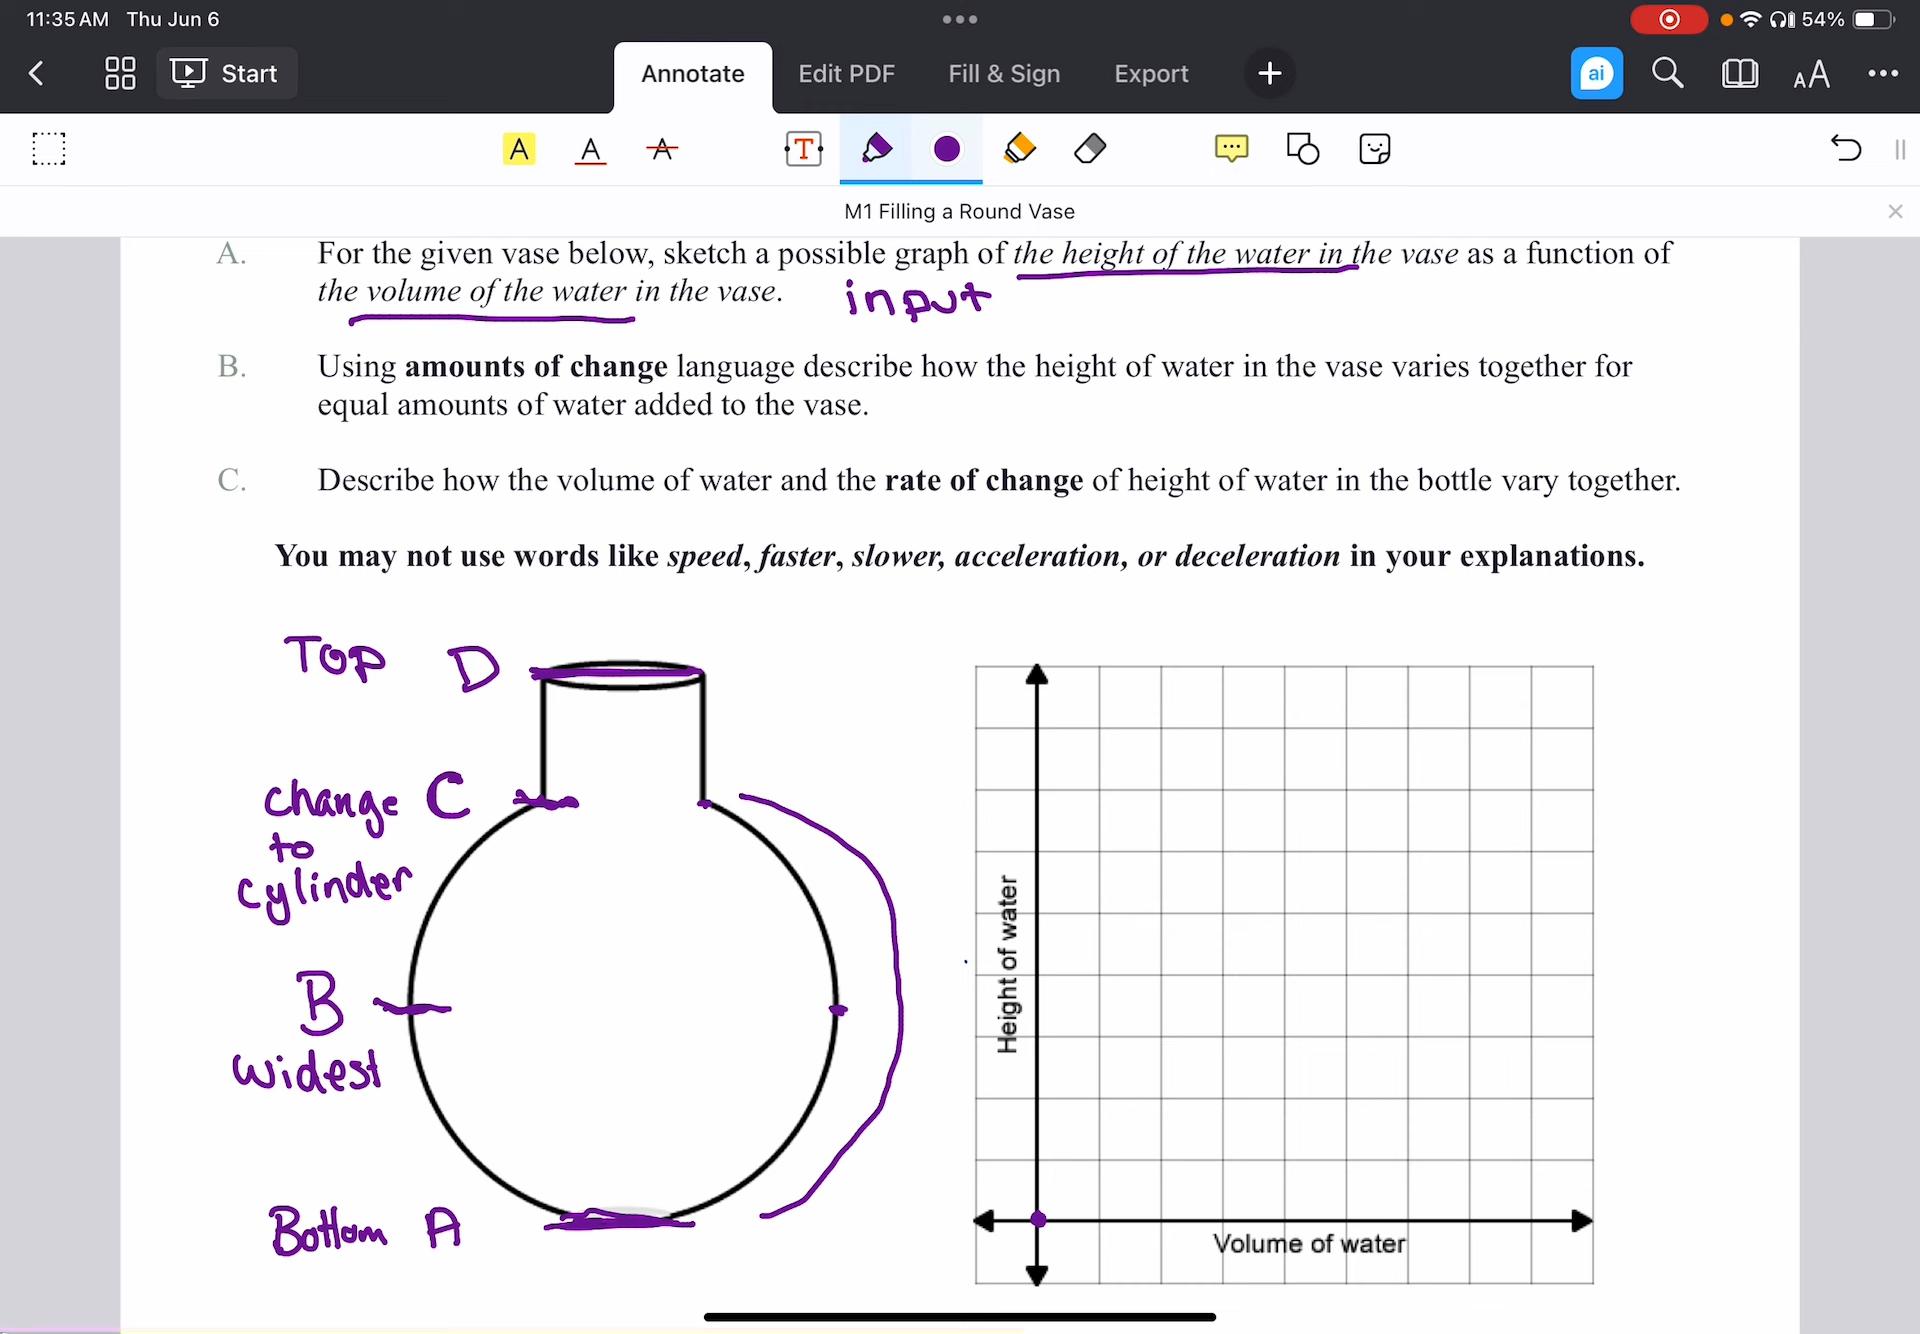 11:35 AM Thu Jun 6
54%
Start
Annotate
Edit PDF
Fill & Sign
Export
ai
AA
A
A
A
T
M1 Filling a Round Vase
A. For the given vase below, sketch a possible graph of the height of the water in the vase as a function of
the volume of the water in the vase.
input
B. Using amounts of change language describe how the height of water in the vase varies together for
equal amounts of water added to the vase.
C. Describe how the volume of water and the rate of change of height of water in the bottle vary together.
You may not use words like speed, faster, slower, acceleration, or deceleration in your explanations.
Top D
change C
to
cylinder
B
widest
Bottom A
Height of water
Volume of water